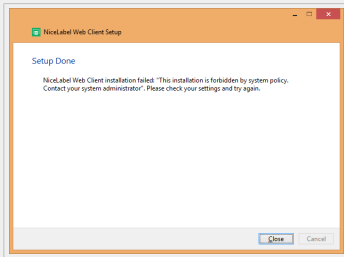 NiceLabel Web Client Setup
Setup Done
NiceLabel Web Client installation failed: "This installation is forbidden by system policy.
Contact your system administrator". Please check your settings and try again.
Close Cancel